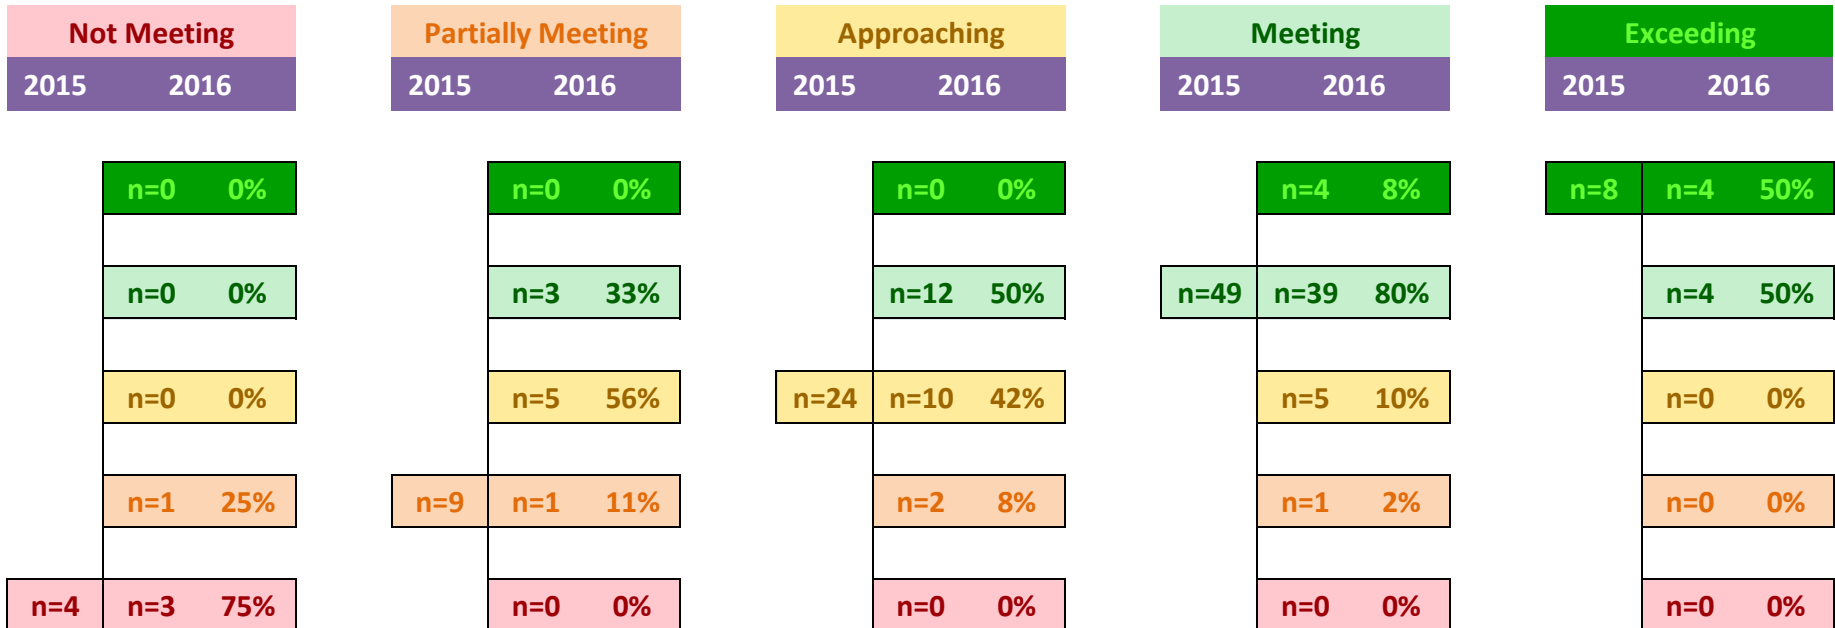 Not Meeting Partially Meeting Approaching Meeting Exceeding
2015 2016 2015 2016 2015 2016 2015 2016 2015 2016
n=0 0% n=0 0% n=0 0% n=4 8% n=8 n=4 50%
n=0 0% n=3 33% n=12 50% n=49 n=39 80% n=4 50%
n=0 0% n=5 56% n=24 n=10 42% n=5 10% n=0 0%
n=1 25% n=9 n=1 11% n=2 8% n=1 2% n=0 0%
n=4 n=3 75% n=0 0% n=0 0% n=0 0% n=0 0%